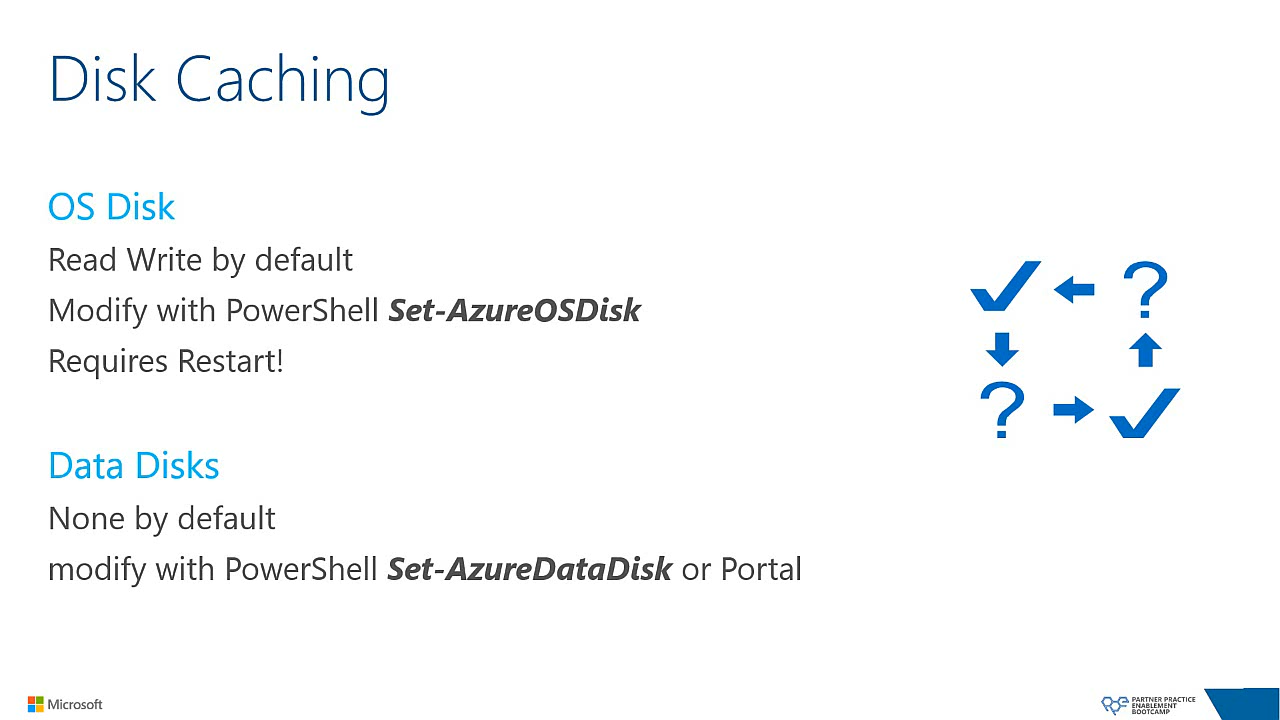 Disk Caching
OS Disk
Read Write by default
Modify with PowerShell Set-AzureOSDisk
Requires Restart!
Data Disks
None by default
modify with PowerShell Set-AzureDataDisk or Portal
? 
?
Microsoft
PARTNER PRACTICE
ENABLEMENT
BOOTCAMP